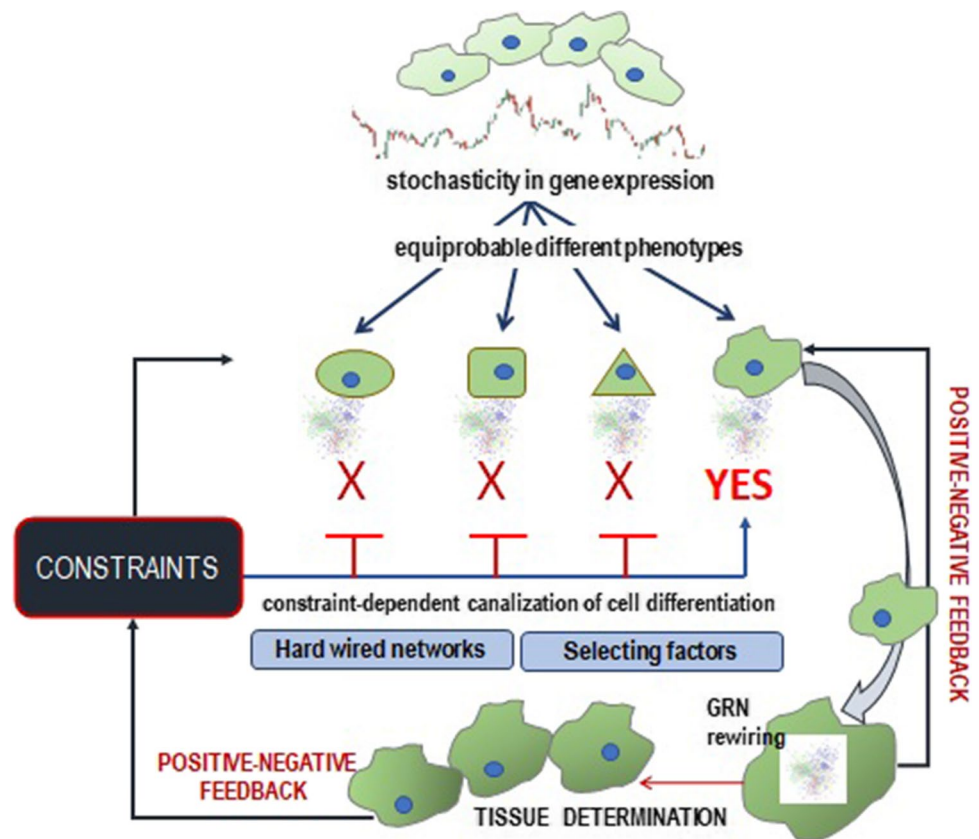 stochasticity in gene expression
equiprobable different phenotypes
X X X YES
CONSTRAINTS
constraint-dependent canalization of cell differentiation
Hard wired networks
Selecting factors
POSITIVE-NEGATIVE FEEDBACK
GRN
rewiring
POSITIVE-NEGATIVE
FEEDBACK
TISSUE DETERMINATION